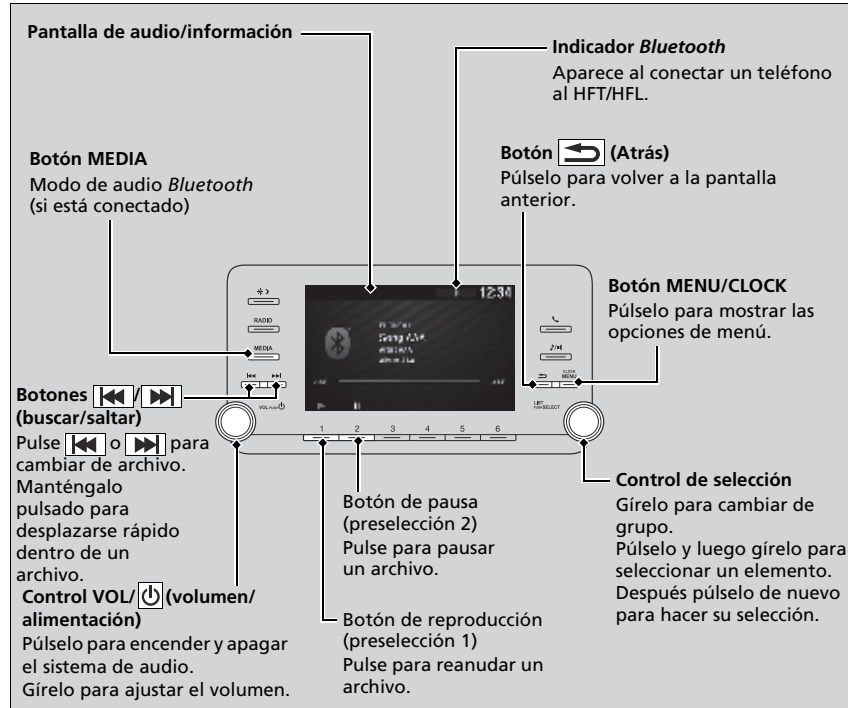 Pantalla de audio/información
Indicador Bluetooth
Aparece al conectar un teléfono
al HFT/HFL.
Botón MEDIA
Modo de audio Bluetooth
(si está conectado)
Botón (Atrás)
Púlselo para volver a la pantalla
anterior.
Botón MENU/CLOCK
Púlselo para mostrar las
opciones de menú.
12:34
RADIO
MEDIA
VOL PUSH
CLOCK
MENU
LIST
PUSH SELECT
1 2 3 4 5 6
Botones /
(buscar/saltar)
Pulse o para
cambiar de archivo.
Manténgalo
pulsado para
desplazarse rápido
dentro de un
archivo.
Control VOL/ (volumen/
alimentación)
Púlselo para encender y apagar
el sistema de audio.
Gírelo para ajustar el volumen.
Botón de pausa
(preselección 2)
Pulse para pausar
un archivo.
Botón de reproducción
(preselección 1)
Pulse para reanudar un
archivo.
Control de selección
Gírelo para cambiar de
grupo.
Púlselo y luego gírelo para
seleccionar un elemento.
Después púlselo de nuevo
para hacer su selección.